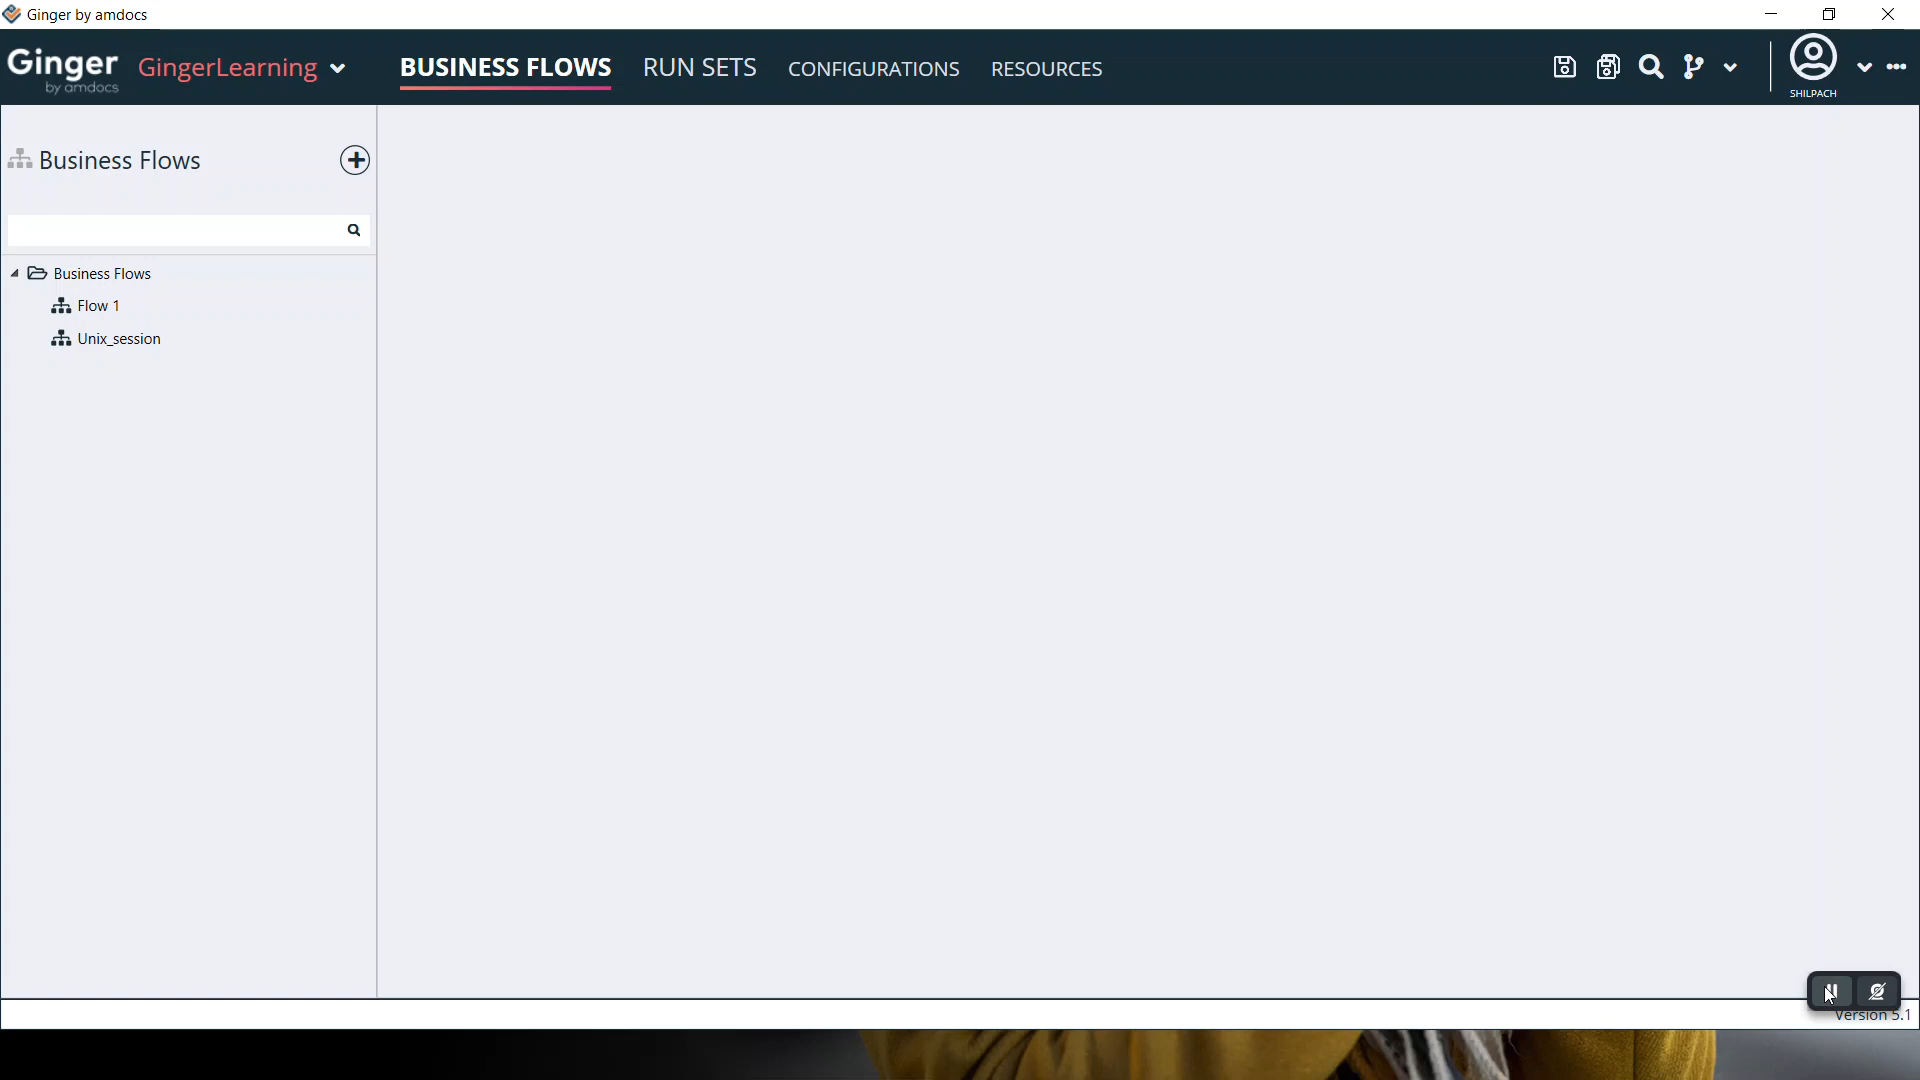 Ginger by amdocs
Ginger by amdocs GingerLearning BUSINESS FLOWS RUN SETS CONFIGURATIONS RESOURCES SHILPACH
Business Flows
Business Flows
Flow 1
Unix_session
Version 5.1